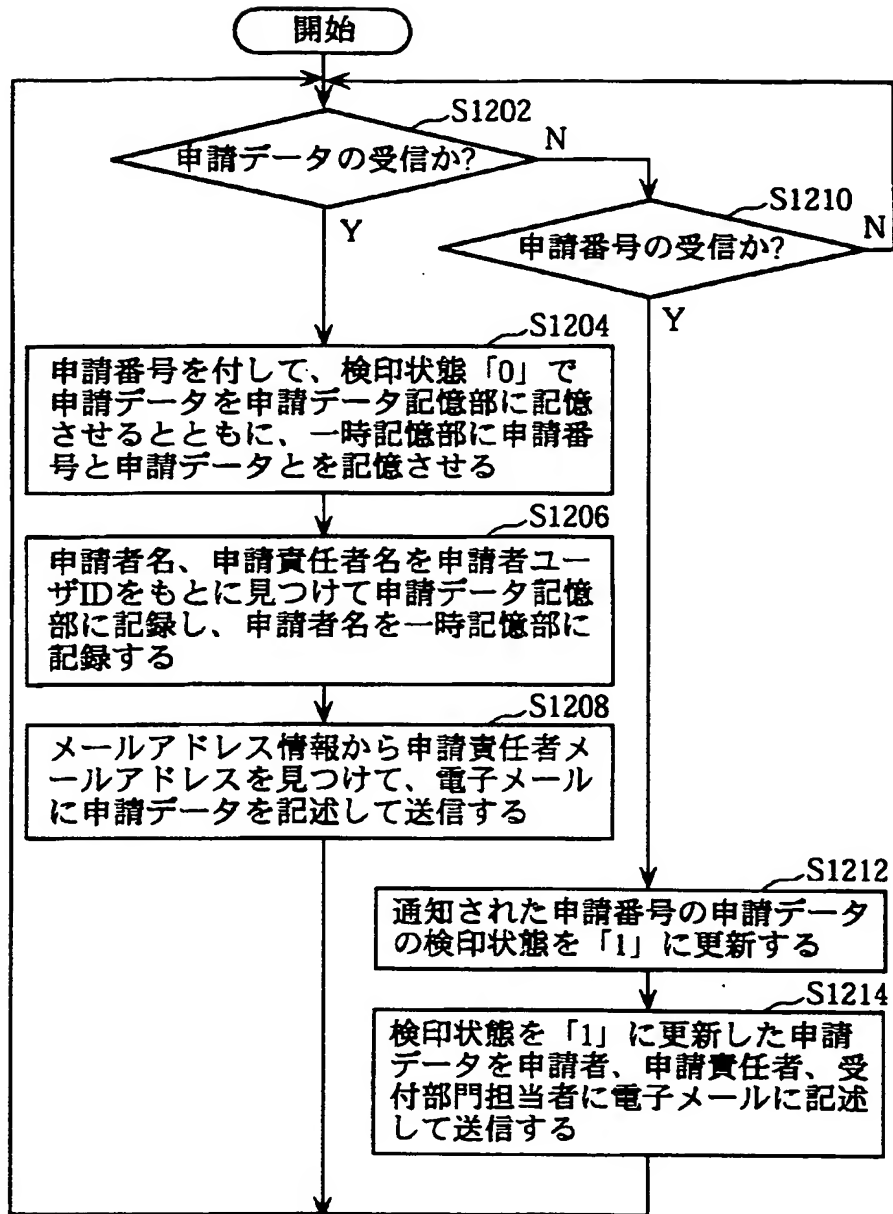 開始
S1202
申請データの受信か?
N
Y
S1210
申請番号の受信か?
N
Y
S1204
申請番号を付して、検印状態「0」で
申請データを申請データ記憶部に記憶
させるとともに、一時記憶部に申請番
号と申請データとを記憶させる
S1206
申請者名、申請責任者名を申請者ユー
ザIDをもとに見つけて申請データ記憶
部に記録し、申請者名を一時記憶部に
記録する
S1208
メールアドレス情報から申請責任者メ
ールアドレスを見つけて、電子メール
に申請データを記述して送信する
S1212
通知された申請番号の申請データ
の検印状態を「1」に更新する
S1214
検印状態を「1」に更新した申請
データを申請者、申請責任者、受
付部門担当者に電子メールに記述
して送信する